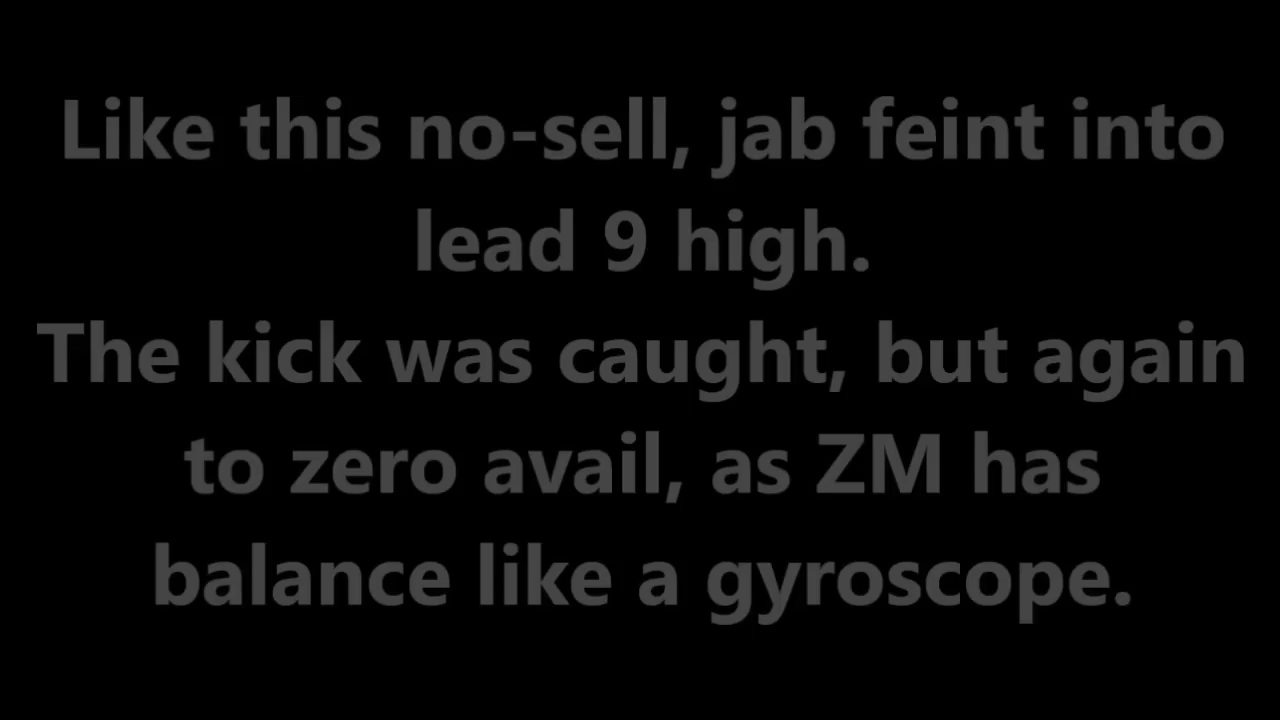 Like this no-sell, jab feint into
lead 9 high.
The kick was caught, but again
to zero avail, as ZM has
balance like a gyroscope.